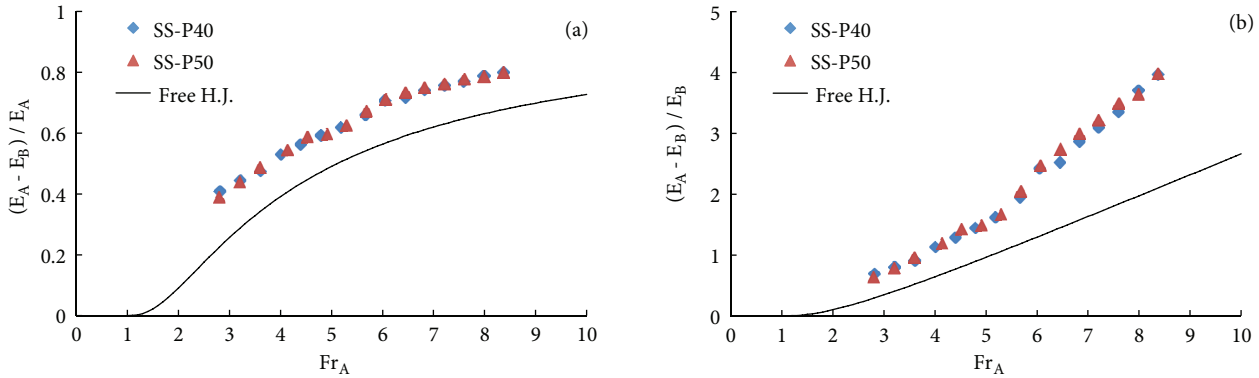 (a)
SS-P40
SS-P50
Free H.J.
1
0.8
0.6
0.4
0.2
0
(E_A - E_B) / E_A
0 1 2 3 4 5 6 7 8 9 10
Fr_A
(b)
SS-P40
SS-P50
Free H.J.
5
4
3
2
1
0
(E_A - E_B) / E_B
0 1 2 3 4 5 6 7 8 9 10
Fr_A